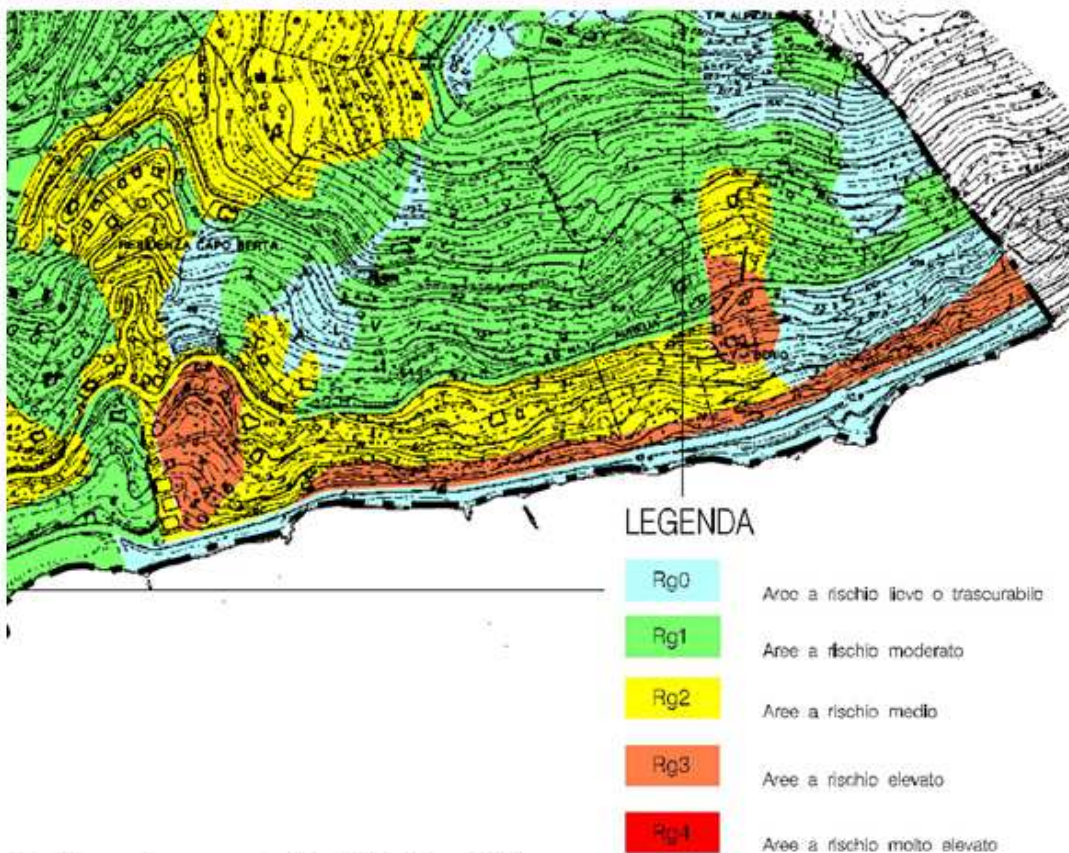 RESIDENZA CAPO BERTA
AURELIA
LEGENDA
Rg0 Aree a rischio lieve o trascurabile
Rg1 Aree a rischio moderato
Rg2 Aree a rischio medio
Rg3 Aree a rischio elevato
Rg4 Aree a rischio molto elevato